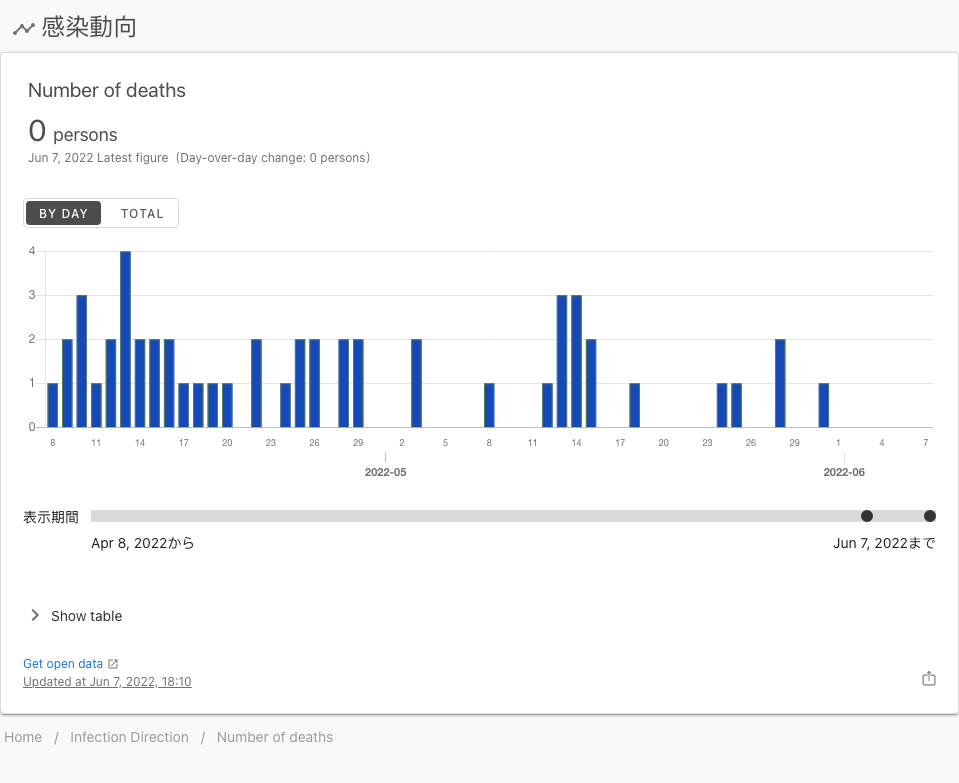 感染動向
Number of deaths
0 persons
Jun 7, 2022 Latest figure (Day-over-day change: 0 persons)
BY DAY TOTAL
4
3
2
1
0
8 11 14 17 20 23 26 29 2 5 8 11 14 17 20 23 26 29 1 4 7
2022-05 2022-06
表示期間
Apr 8, 2022から Jun 7, 2022まで
Show table
Get open data
Updated at Jun 7, 2022, 18:10
Home / Infection Direction / Number of deaths